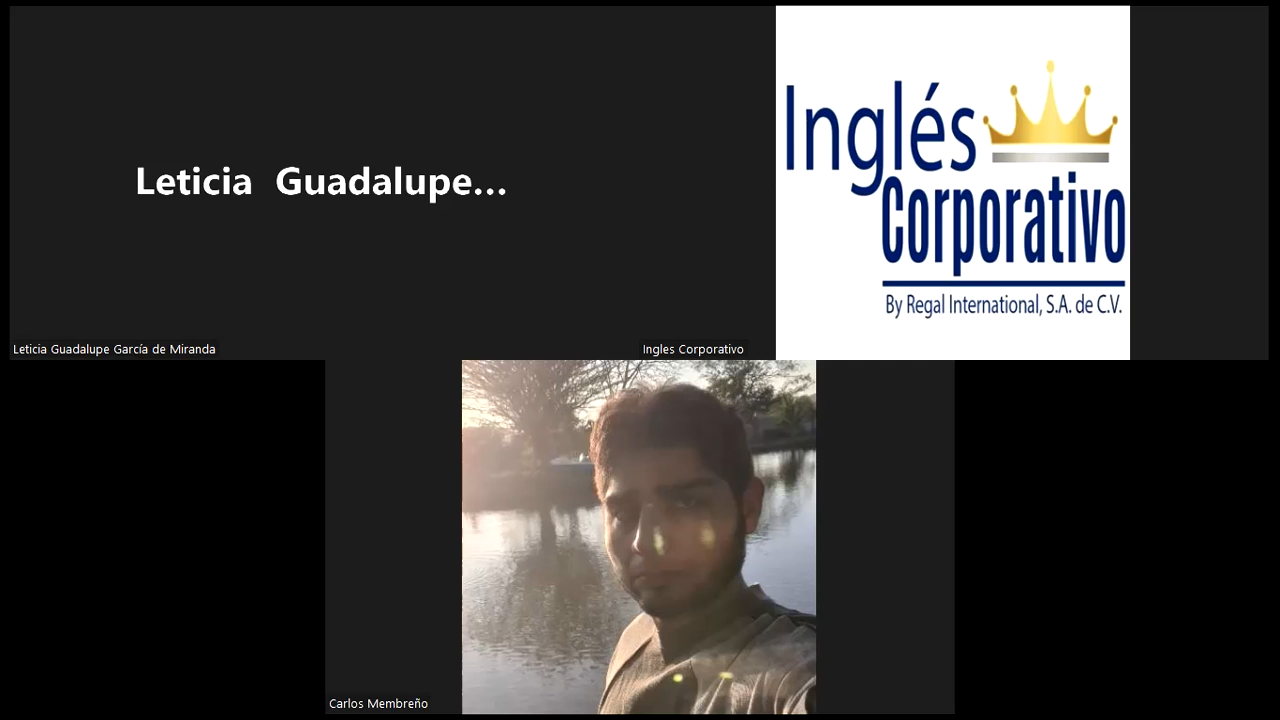 Leticia  Guadalupe...
Inglés
Corporativo
By Regal International, S.A. de C.V.
Leticia Guadalupe García de Miranda
Ingles Corporativo
Carlos Membreño